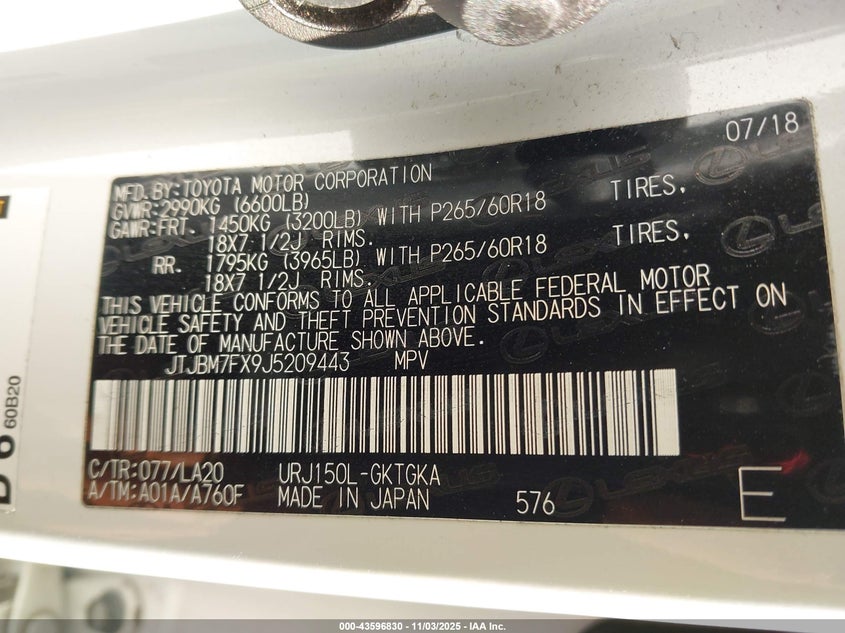 07/18
MFD.BY:TOYOTA MOTOR CORPORATION
GVWR:2990KG (6600LB)
GAWR-FRT. 1450KG (3200LB) WITH P265/60R18 TIRES,
18X7 1/2J RIMS.
RR. 1795KG (3965LB) WITH P265/60R18 TIRES,
18X7 1/2J RIMS.
THIS VEHICLE CONFORMS TO ALL APPLICABLE FEDERAL MOTOR
VEHICLE SAFETY AND THEFT PREVENTION STANDARDS IN EFFECT ON
THE DATE OF MANUFACTURE SHOWN ABOVE.
JTJBM7FX9J5209443 MPV
C/TR:077/LA20 URJ150L-GKTGKA
A/TM:A01A/A760F MADE IN JAPAN 576 E
60B20
LEXUS
000-43596830 - 11/03/2025 - IAA Inc.